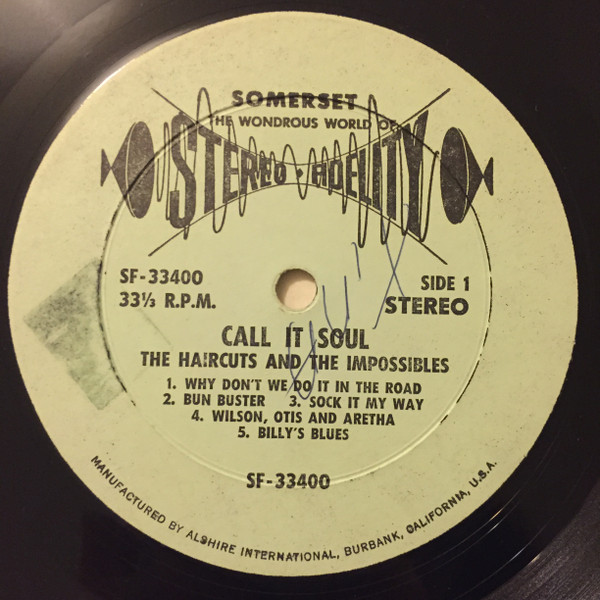 SOMERSET
THE WONDROUS WORLD OF
STEREO • FIDELITY
SF-33400
33⅓ R.P.M.
SIDE 1
STEREO
CALL IT SOUL
THE HAIRCUTS AND THE IMPOSSIBLES
1. WHY DON'T WE DO IT IN THE ROAD
2. BUN BUSTER 3. SOCK IT MY WAY
4. WILSON, OTIS AND ARETHA
5. BILLY'S BLUES
SF-33400
MANUFACTURED BY ALSHIRE INTERNATIONAL, BURBANK, CALIFORNIA, U.S.A.